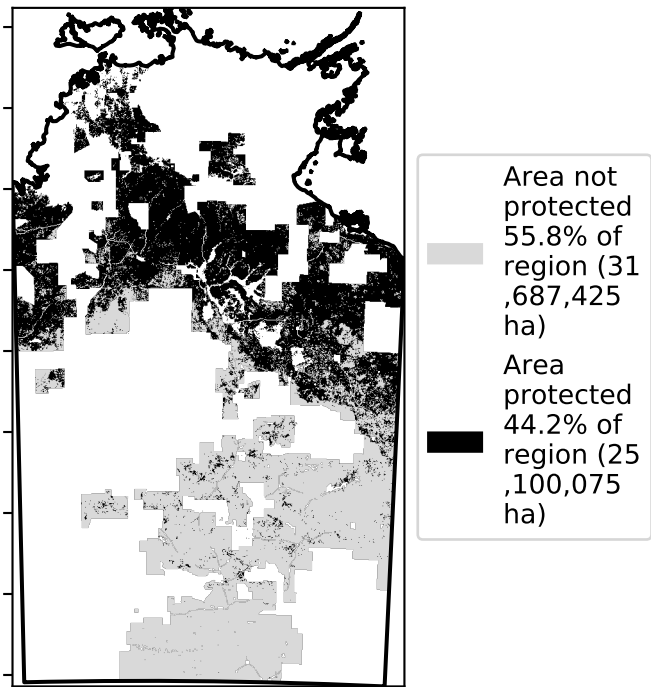 Area not
protected
55.8% of
region (31
,687,425
ha)
Area
protected
44.2% of
region (25
,100,075
ha)